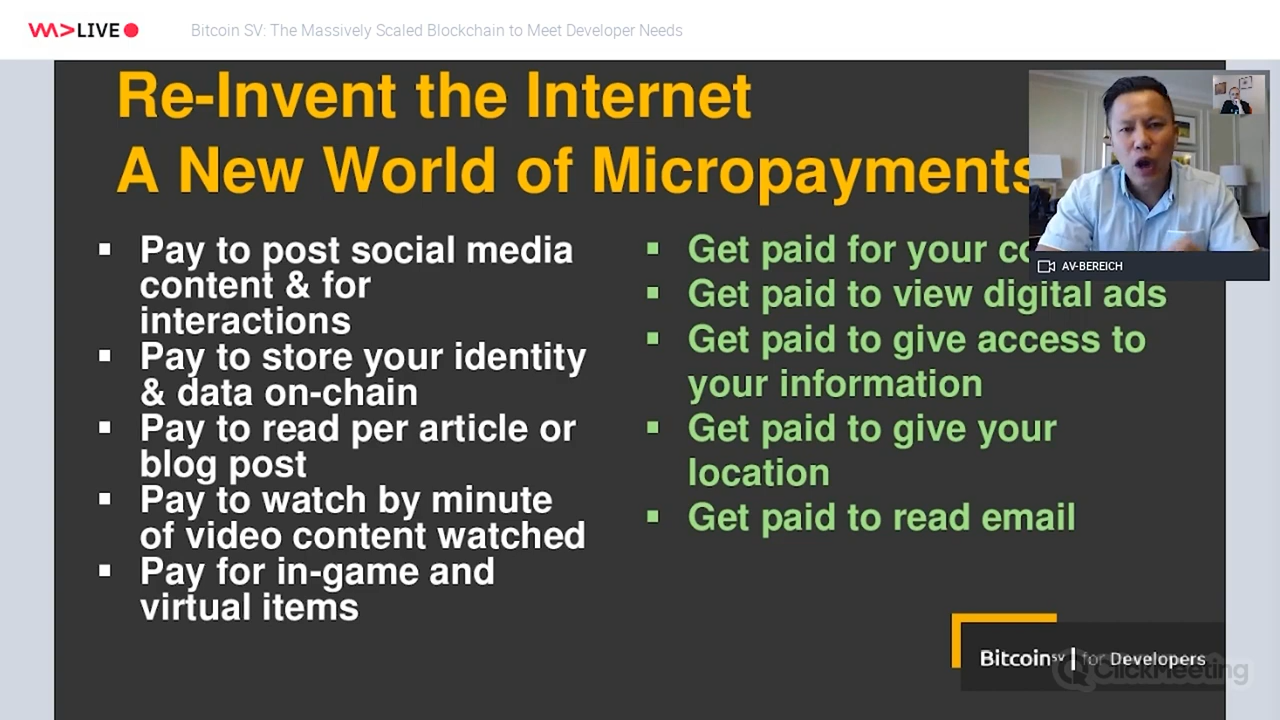 WA>LIVE
Bitcoin SV: The Massively Scaled Blockchain to Meet Developer Needs
Re-Invent the Internet
A New World of Micropayments
▪ Pay to post social media
content & for
interactions
▪ Pay to store your identity
& data on-chain
▪ Pay to read per article or
blog post
▪ Pay to watch by minute
of video content watched
▪ Pay for in-game and
virtual items
▪ Get paid for your
▪ Get paid to view digital ads
▪ Get paid to give access to
your information
▪ Get paid to give your
location
▪ Get paid to read email
AV-BEREICH
Bitcoin SV | for Developers
ClickMeeting